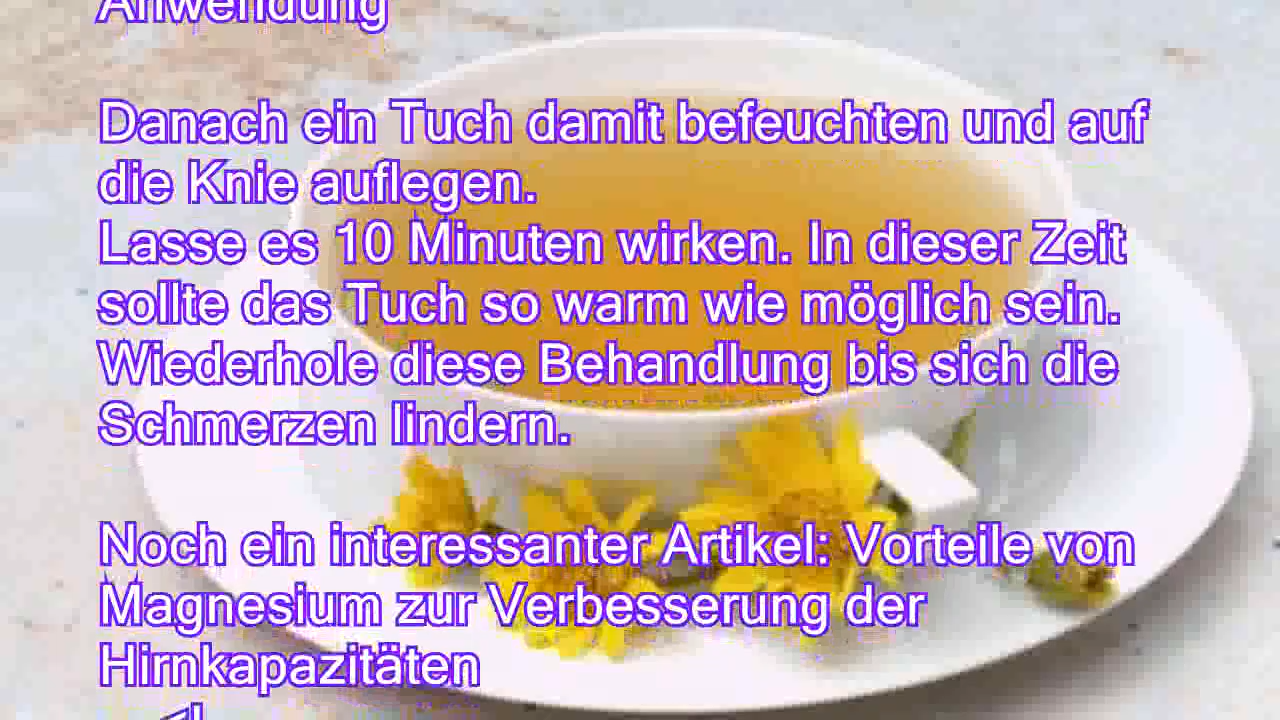 Anwendung
Danach ein Tuch damit befeuchten und auf
die Knie auflegen.
Lasse es 10 Minuten wirken. In dieser Zeit
sollte das Tuch so warm wie möglich sein.
Wiederhole diese Behandlung bis sich die
Schmerzen lindern.
Noch ein interessanter Artikel: Vorteile von
Magnesium zur Verbesserung der
Hirnkapazitäten